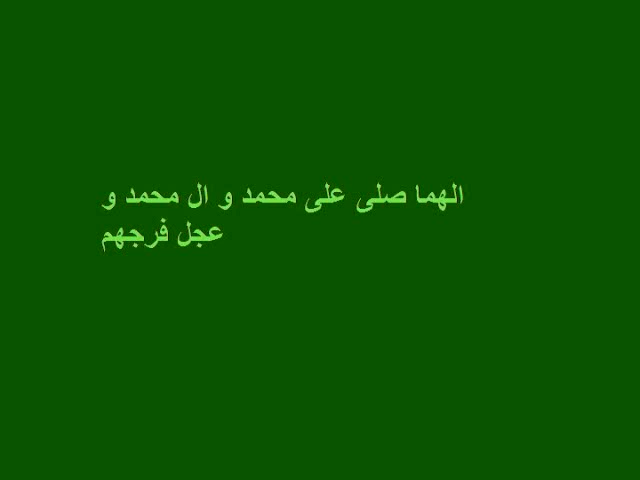 الهما صلی علی محمد و ال محمد و
عجل فرجهم